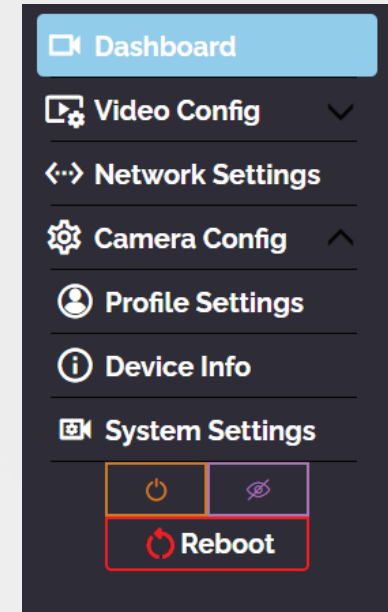 Dashboard
Video Config
Network Settings
Camera Config
Profile Settings
Device Info
System Settings
Reboot